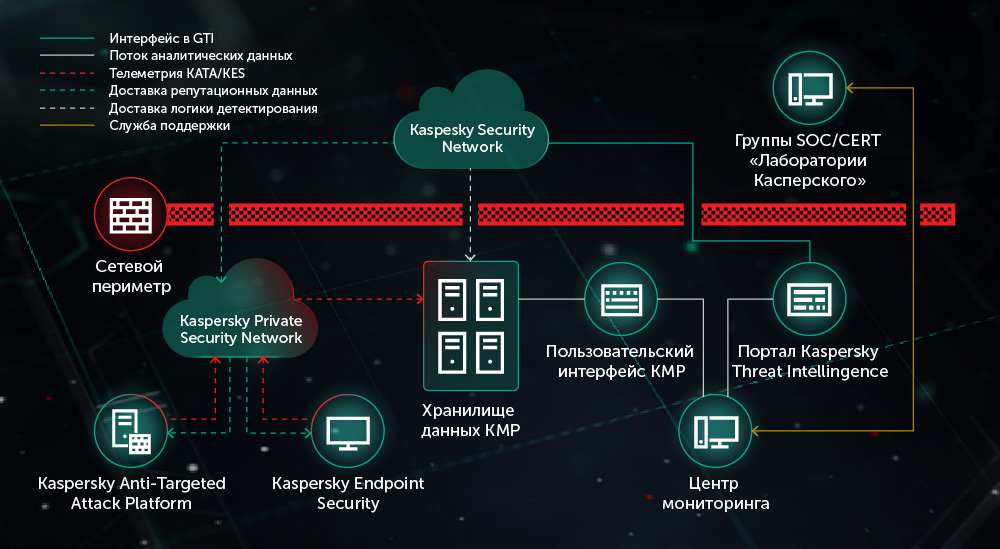 Интерфейс в GTI
Поток аналитических данных
Телеметрия KATA/KES
Доставка репутационных данных
Доставка логики детектирования
Служба поддержки
Kaspesky Security
Network
Группы SOC/CERT
«Лаборатории
Касперского»
Сетевой
периметр
Kaspersky Private
Security Network
Пользовательский
интерфейс KMP
Портал Kaspersky
Threat Intellingence
Хранилище
данных KMP
Kaspersky Anti-Targeted
Attack Platform
Kaspersky Endpoint
Security
Центр
мониторинга